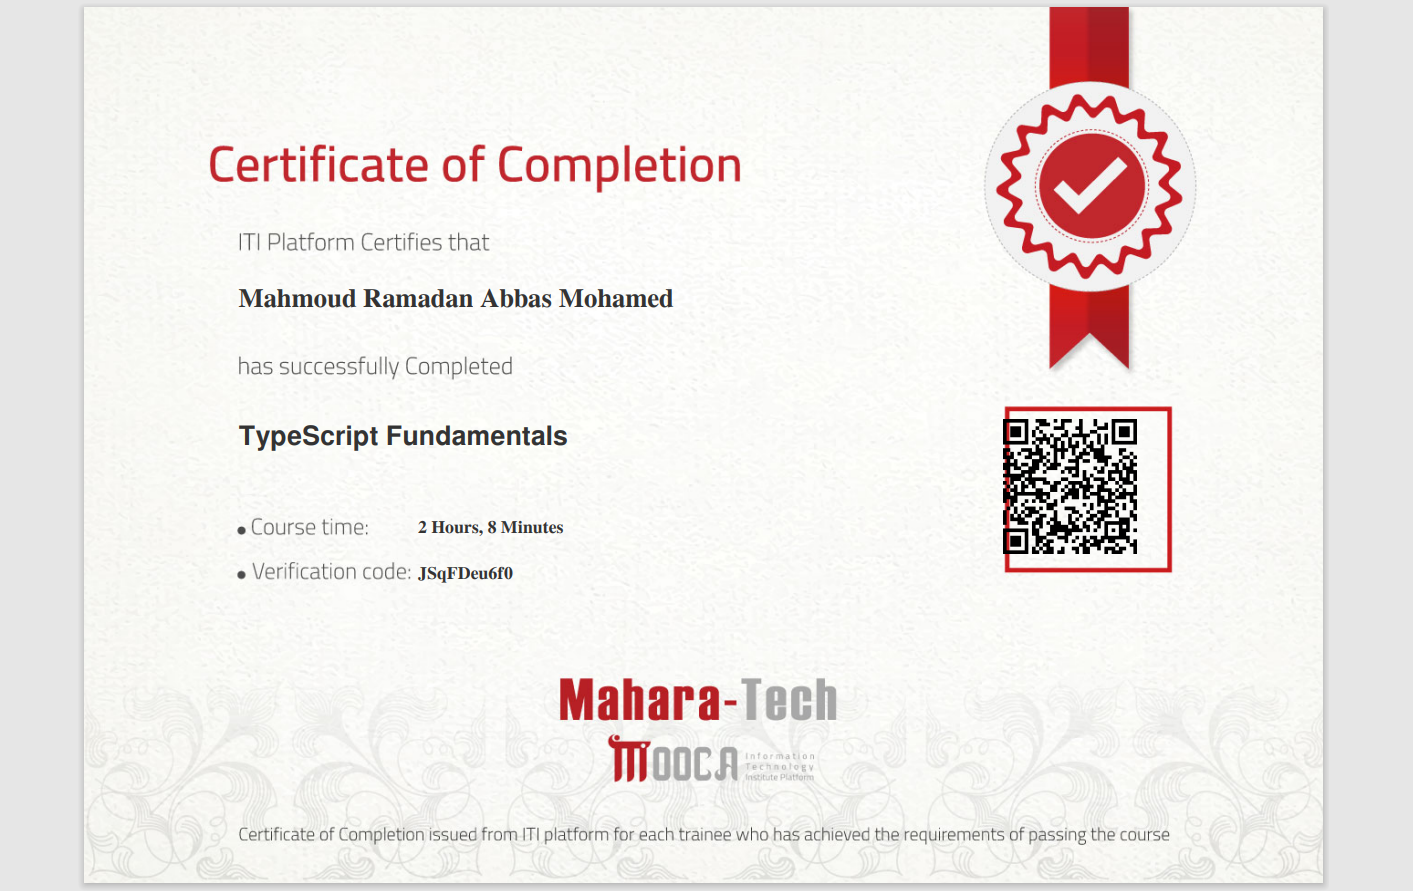 Certificate of Completion
ITI Platform Certifies that
Mahmoud Ramadan Abbas Mohamed
has successfully Completed
TypeScript Fundamentals
Course time: 2 Hours, 8 Minutes
Verification code: JSqFDeu6f0
Mahara-Tech
ITI MOOCA
Information
Technology
Institute Platform
Certificate of Completion issued from ITI platform for each trainee who has achieved the requirements of passing the course